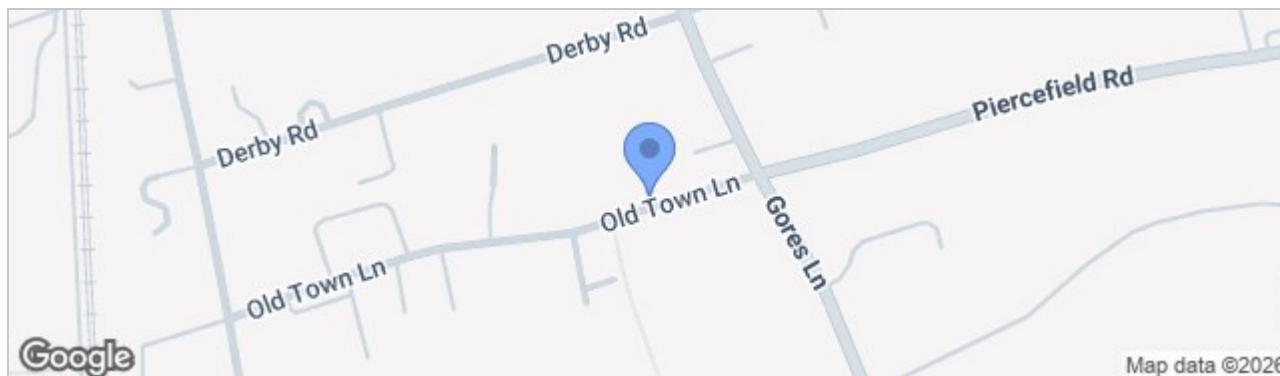 Derby Rd
Piercefield Rd
Derby Rd
Old Town Ln
Gores Ln
Old Town Ln
Google
Map data ©2026